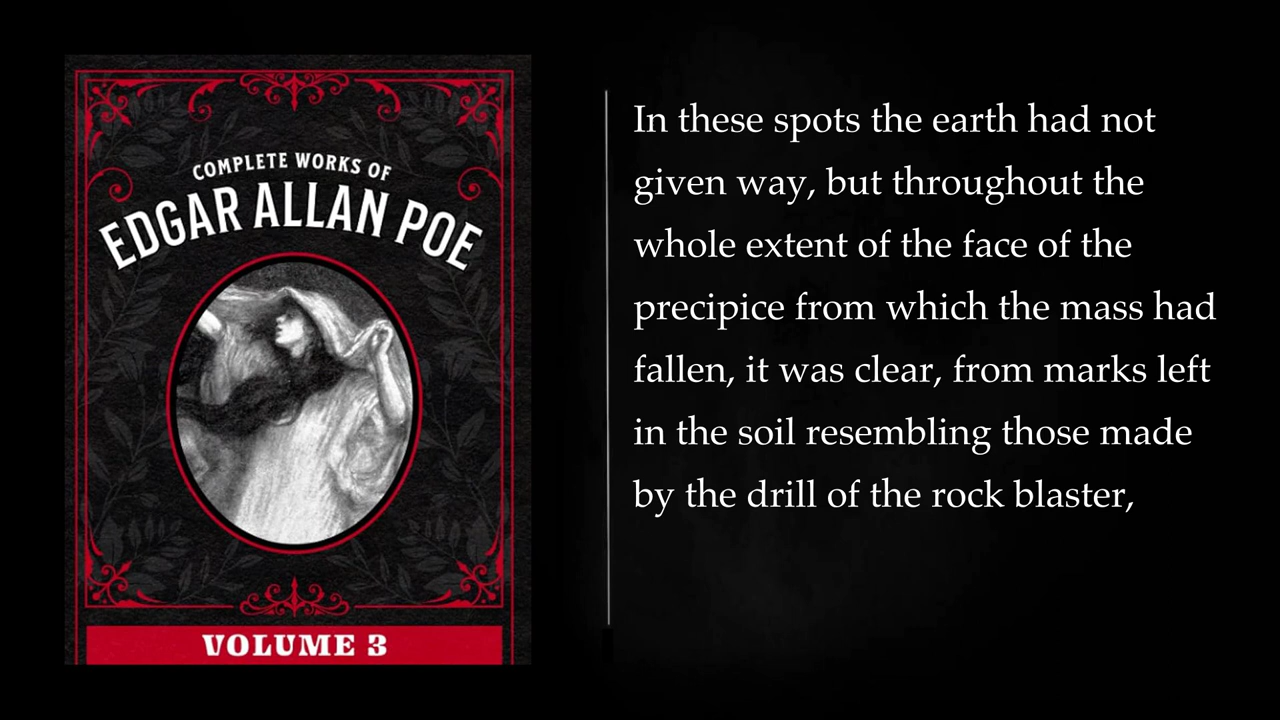 COMPLETE WORKS OF
EDGAR ALLAN POE
VOLUME 3
In these spots the earth had not
given way, but throughout the
whole extent of the face of the
precipice from which the mass had
fallen, it was clear, from marks left
in the soil resembling those made
by the drill of the rock blaster,